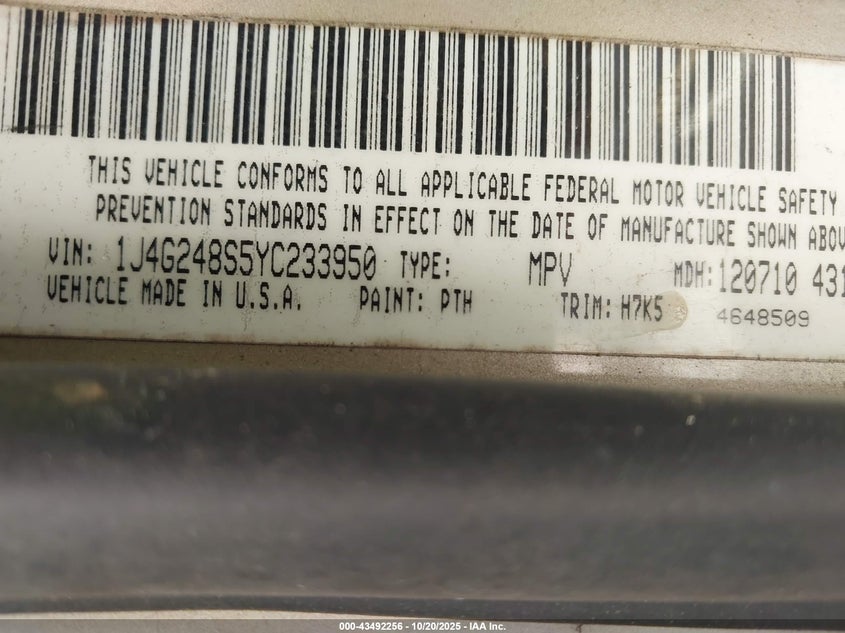 THIS VEHICLE CONFORMS TO ALL APPLICABLE FEDERAL MOTOR VEHICLE SAFETY
PREVENTION STANDARDS IN EFFECT ON THE DATE OF MANUFACTURE SHOWN ABOV
VIN: 1J4G248S5YC233950 TYPE: MPV MDH: 120710 431
VEHICLE MADE IN U.S.A. PAINT: PTH TRIM: H7K5 4648509
000-43492256 - 10/20/2025 - IAA Inc.